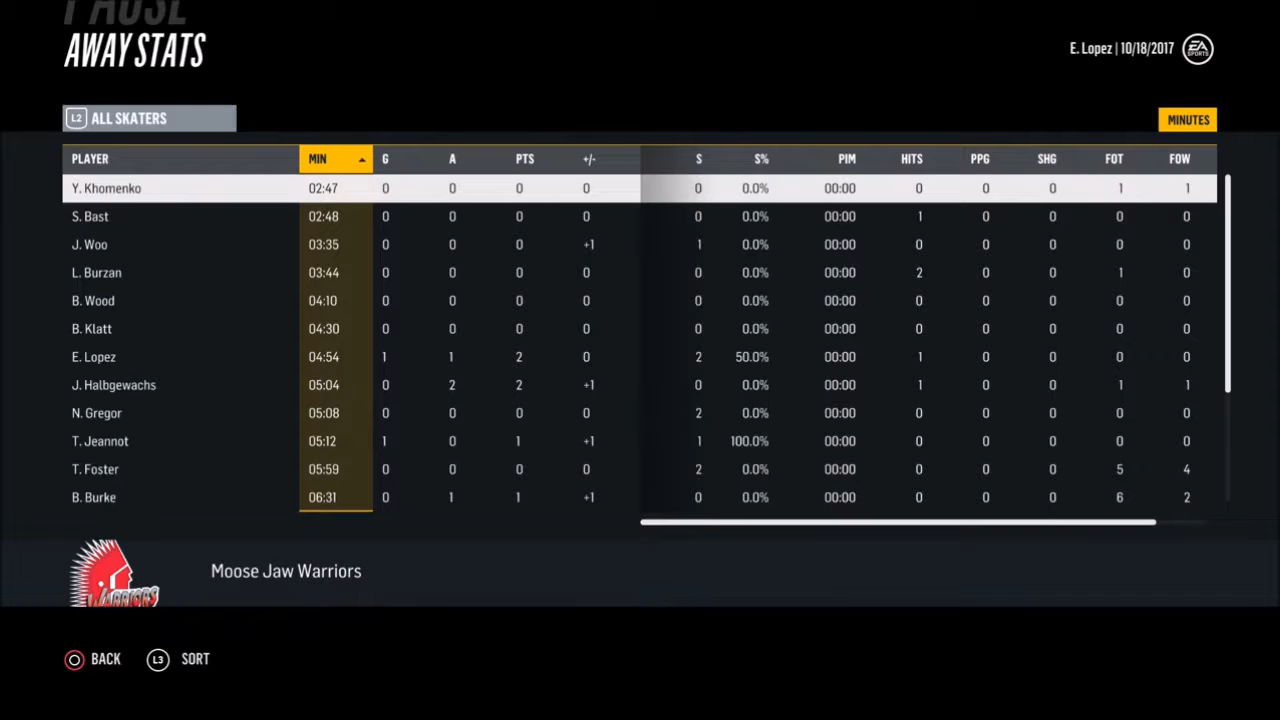 PAUSE
AWAY STATS
E. Lopez | 10/18/2017
EA SPORTS
L2 ALL SKATERS
MINUTES
PLAYER MIN G A PTS +/- S S% PIM HITS PPG SHG FOT FOW
Y. Khomenko 02:47 0 0 0 0 0 0.0% 00:00 0 0 0 1 1
S. Bast 02:48 0 0 0 0 0 0.0% 00:00 1 0 0 0 0
J. Woo 03:35 0 0 0 +1 1 0.0% 00:00 0 0 0 0 0
L. Burzan 03:44 0 0 0 0 0 0.0% 00:00 2 0 0 1 0
B. Wood 04:10 0 0 0 0 0 0.0% 00:00 0 0 0 0 0
B. Klatt 04:30 0 0 0 0 0 0.0% 00:00 0 0 0 0 0
E. Lopez 04:54 1 1 2 0 2 50.0% 00:00 1 0 0 0 0
J. Halbgewachs 05:04 0 2 2 +1 0 0.0% 00:00 1 0 0 1 1
N. Gregor 05:08 0 0 0 0 2 0.0% 00:00 0 0 0 0 0
T. Jeannot 05:12 1 0 1 +1 1 100.0% 00:00 0 0 0 0 0
T. Foster 05:59 0 0 0 0 2 0.0% 00:00 0 0 0 5 4
B. Burke 06:31 0 1 1 +1 0 0.0% 00:00 0 0 0 6 2
WARRIORS
Moose Jaw Warriors
BACK L3 SORT